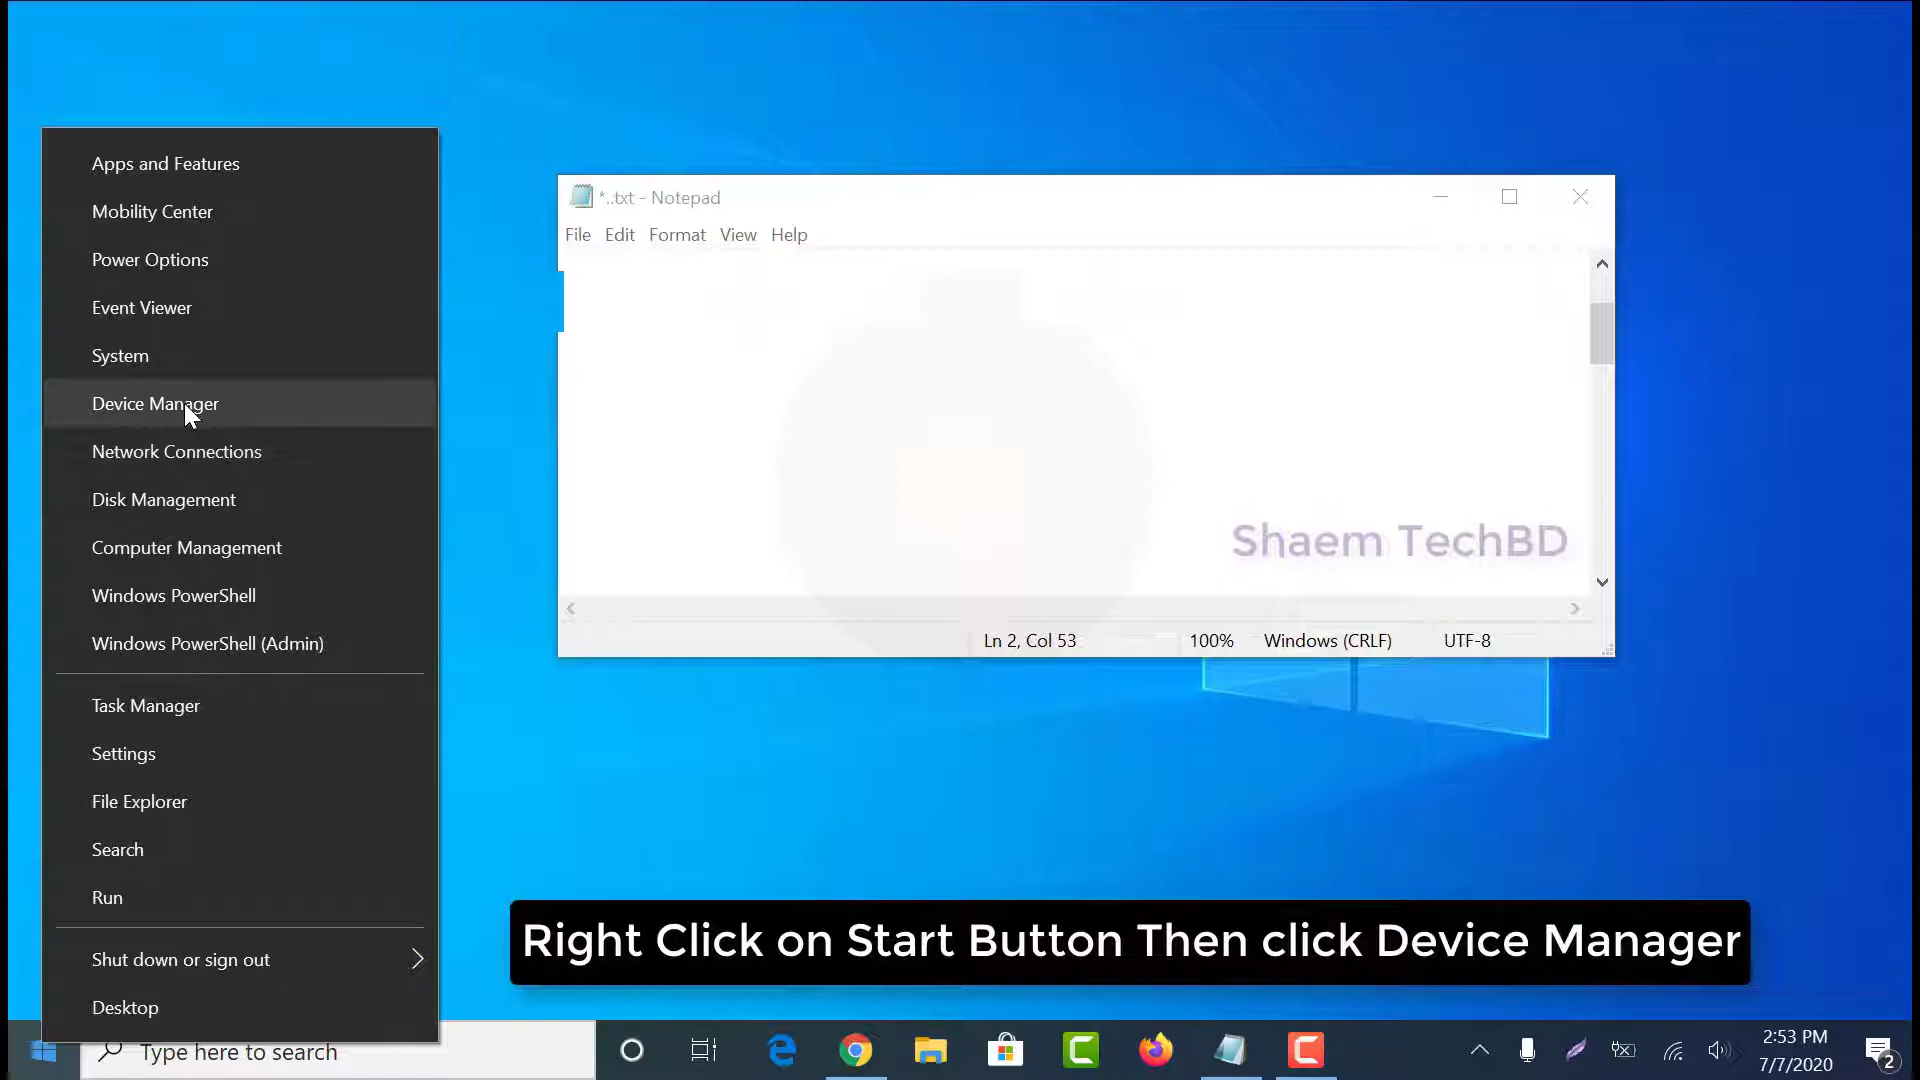 Apps and Features
Mobility Center
Power Options
Event Viewer
System
Device Manager
Network Connections
Disk Management
Computer Management
Windows PowerShell
Windows PowerShell (Admin)
Task Manager
Settings
File Explorer
Search
Run
Shut down or sign out
Desktop
*..txt - Notepad
File Edit Format View Help
Shaem TechBD
Ln 2, Col 53 100% Windows (CRLF) UTF-8
Right Click on Start Button Then click Device Manager
Type here to search
2:53 PM
7/7/2020
2